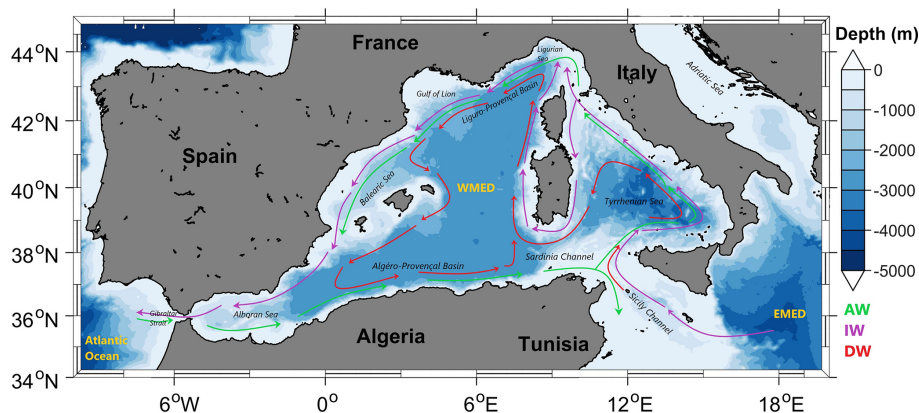 France
Italy
Spain
Algeria
Tunisia
Ligurian
Sea
Adriatic Sea
Gulf of Lion
Liguro-Provençal Basin
Balearic Sea
WMED
Tyrrhenian Sea
Sardinia Channel
Algéro-Provençal Basin
Alboran Sea
Gibraltar
Strait
Sicily Channel
EMED
Atlantic
Ocean
44°N
42°N
40°N
38°N
36°N
34°N
6°W
0°
6°E
12°E
18°E
Depth (m)
0
-1000
-2000
-3000
-4000
-5000
AW
IW
DW